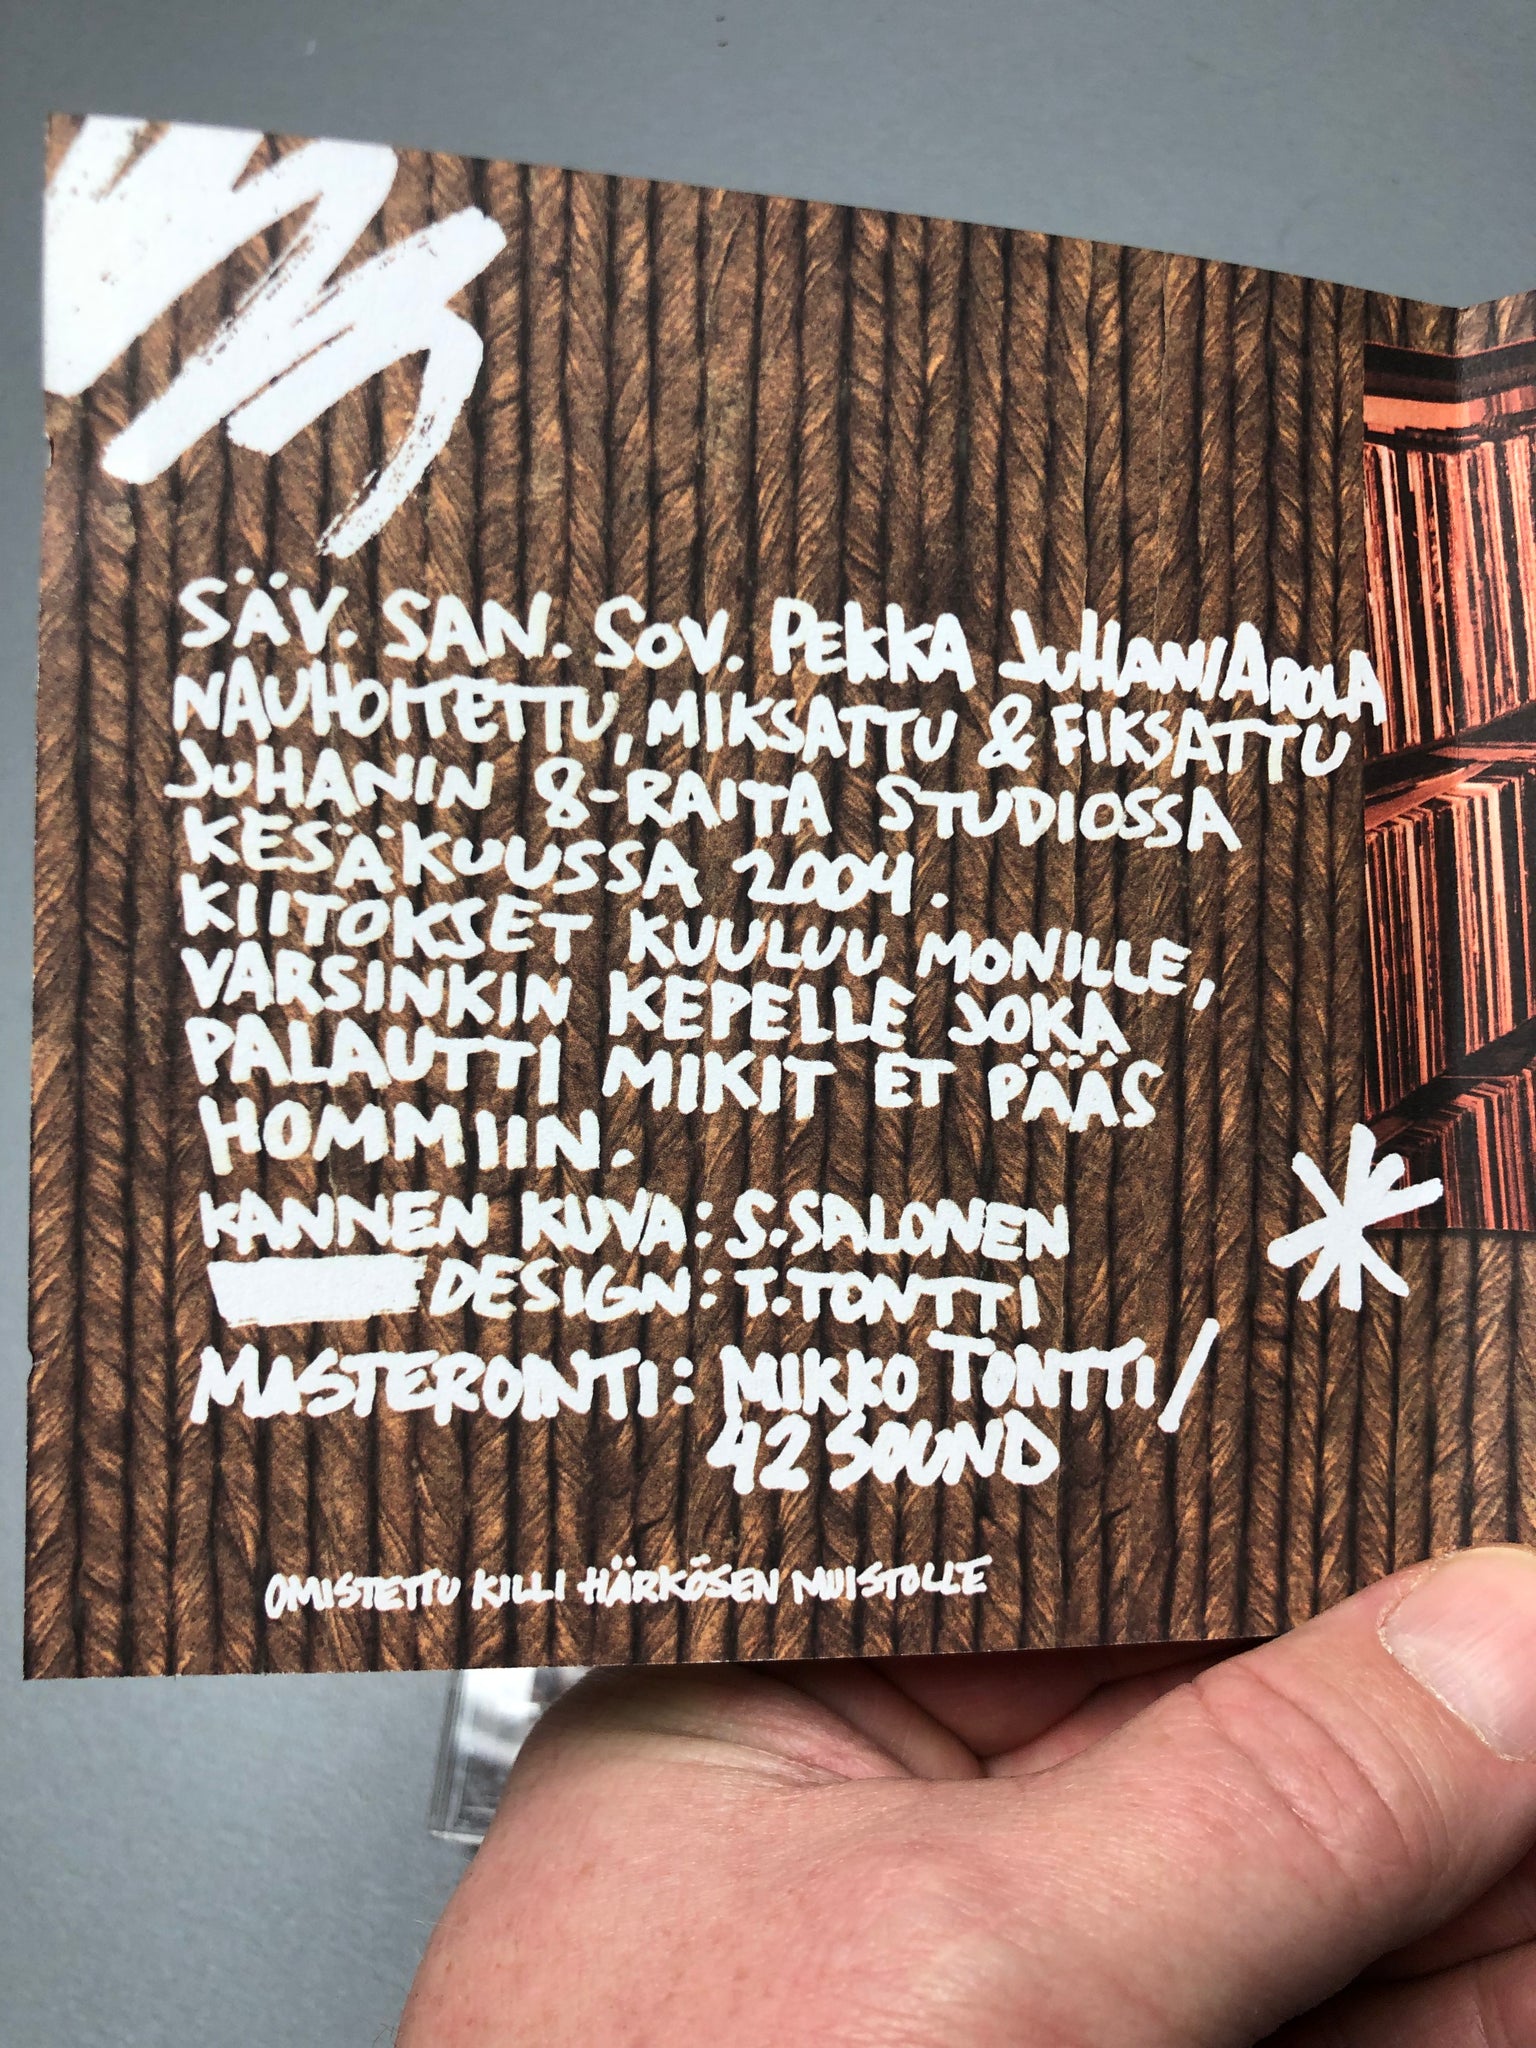 SÄV. SAN. SOV. PEKKA JUHANI AROLA
NAUHOITETTU, MIKSATTU & FIKSATTU
JUHANIN 8-RAITA STUDIOSSA
KESÄKUUSSA 2004.
KIITOKSET KUULUU MONILLE,
VARSINKIN KEPELLE JOKA
PALAUTTI MIKIT ET PÄÄS
HOMMIIN.
KANNEN KUVA: S.SALONEN
DESIGN: T.TONTTI
MASTEROINTI: MIKKO TONTTI/
42 SOUND
OMISTETTU KILLI HÄRKÖSEN MUISTOLLE